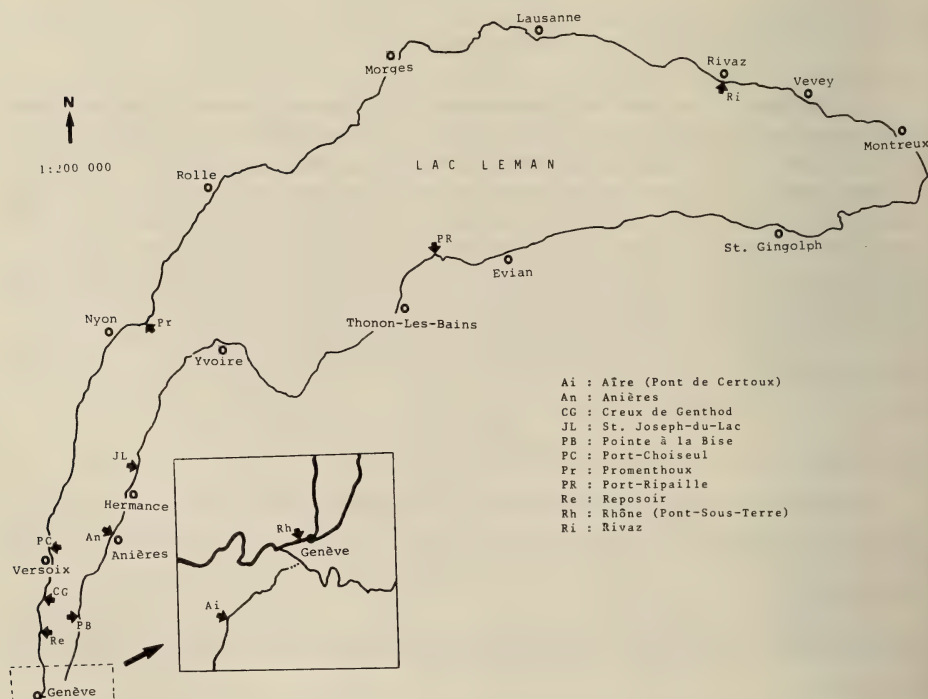 Lausanne
Morges
Rivaz
Ri
Vevey
Montreux
N
1:200 000
LAC LEMAN
Rolle
PR
St. Gingolph
Evian
Nyon
Pr
Thonon-Les-Bains
Yvoire
Ai : Aîre (Pont de Certoux)
An : Anières
CG : Creux de Genthod
JL : St. Joseph-du-Lac
PB : Pointe à la Bise
PC : Port-Choiseul
Pr : Promenthoux
PR : Port-Ripaille
Re : Reposoir
Rh : Rhône (Pont-Sous-Terre)
Ri : Rivaz
JL
Hermance
An
Anières
PC
Versoix
CG
PB
Re
Genève
Rh
Genève
Ai